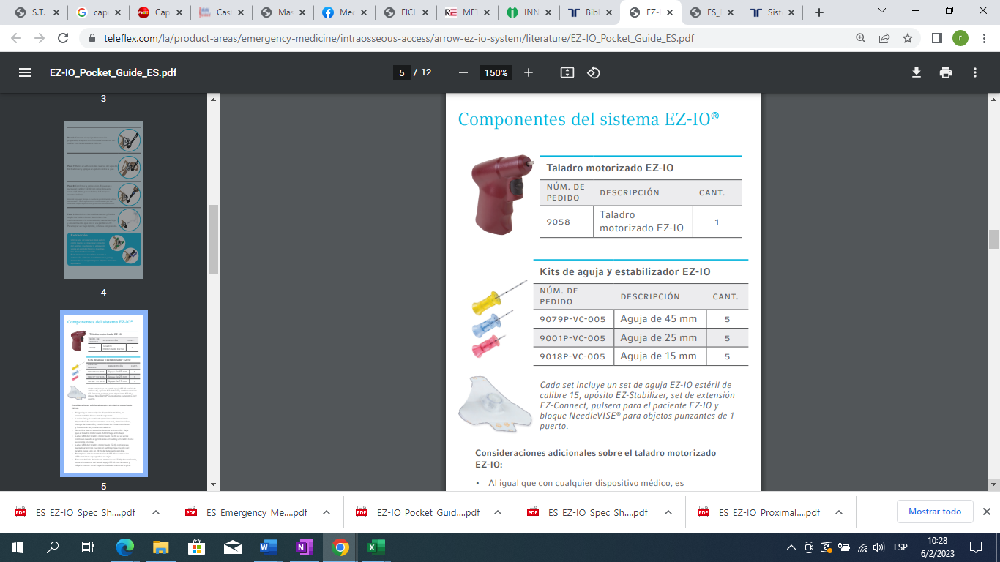 S.T.
cap
Cap
Cast
Mas
Mec
FICH
MET
INN
Bibl
EZ-
ES_
Sist
teleflex.com/la/product-areas/emergency-medicine/intraosseous-access/arrow-ez-io-system/literature/EZ-IO_Pocket_Guide_ES.pdf
r
EZ-IO_Pocket_Guide_ES.pdf
5 / 12
150%
3
4
5
Componentes del sistema EZ-IO®
Taladro motorizado EZ-IO
NÚM. DE PEDIDO DESCRIPCIÓN CANT.
9058 Taladro motorizado EZ-IO 1
Kits de aguja y estabilizador EZ-IO
NÚM. DE PEDIDO DESCRIPCIÓN CANT.
9079P-VC-005 Aguja de 45 mm 5
9001P-VC-005 Aguja de 25 mm 5
9018P-VC-005 Aguja de 15 mm 5
Cada set incluye un set de aguja EZ-IO estéril de
calibre 15, apósito EZ-Stabilizer, set de extensión
EZ-Connect, pulsera para el paciente EZ-IO y
bloque NeedleVISE® para objetos punzantes de 1
puerto.
Consideraciones adicionales sobre el taladro motorizado
EZ-IO:
• Al igual que con cualquier dispositivo médico, es
ES_EZ-IO_Spec_Sh....pdf
ES_Emergency_Me....pdf
EZ-IO_Pocket_Guid....pdf
ES_EZ-IO_Spec_Sh....pdf
ES_EZ-IO_Proximal....pdf
Mostrar todo
ESP
10:28
6/2/2023